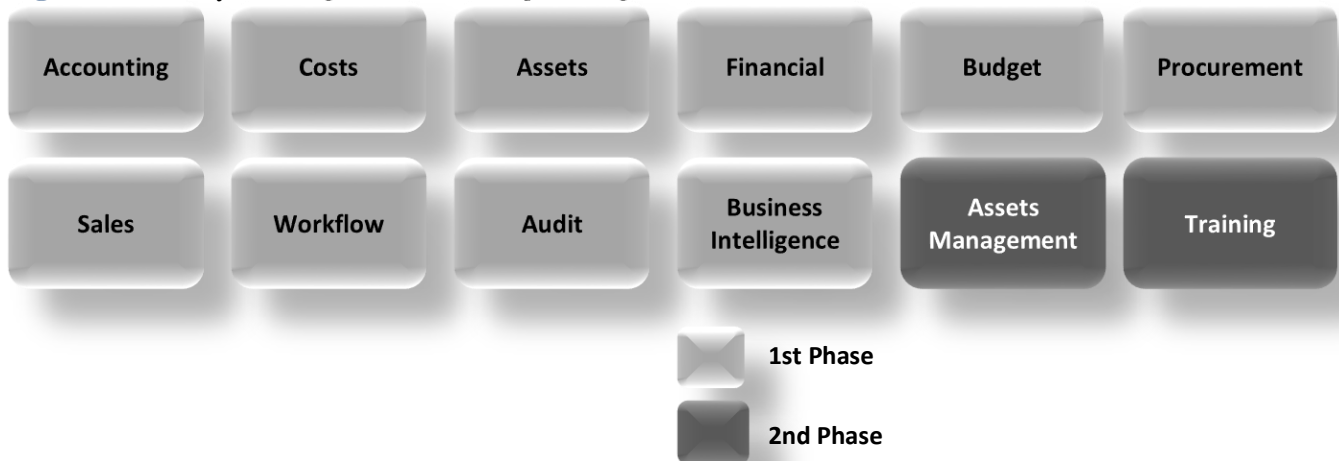 Accounting
Costs
Assets
Financial
Budget
Procurement
Sales
Workflow
Audit
Business
Intelligence
Assets
Management
Training
1st Phase
2nd Phase